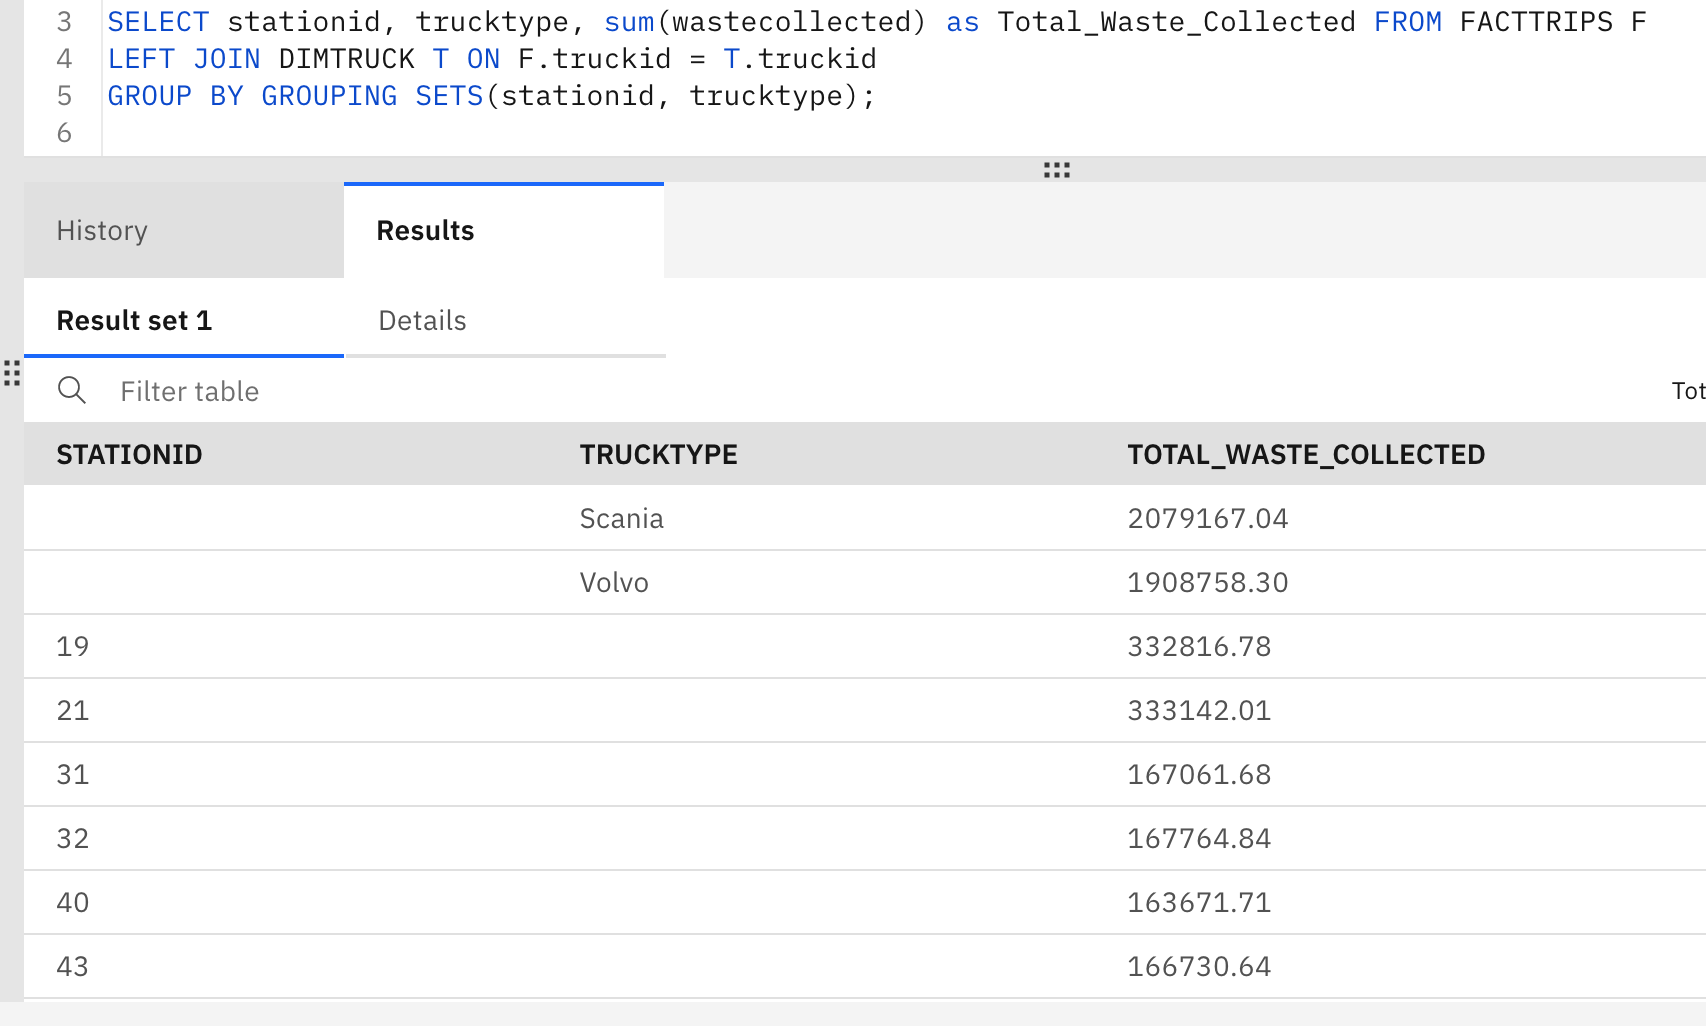 3 SELECT stationid, trucktype, sum(wastecollected) as Total_Waste_Collected FROM FACTTRIPS F
4 LEFT JOIN DIMTRUCK T ON F.truckid = T.truckid
5 GROUP BY GROUPING SETS(stationid, trucktype);
6
History Results
Result set 1 Details
Filter table Tot
STATIONID TRUCKTYPE TOTAL_WASTE_COLLECTED
Scania 2079167.04
Volvo 1908758.30
19 332816.78
21 333142.01
31 167061.68
32 167764.84
40 163671.71
43 166730.64